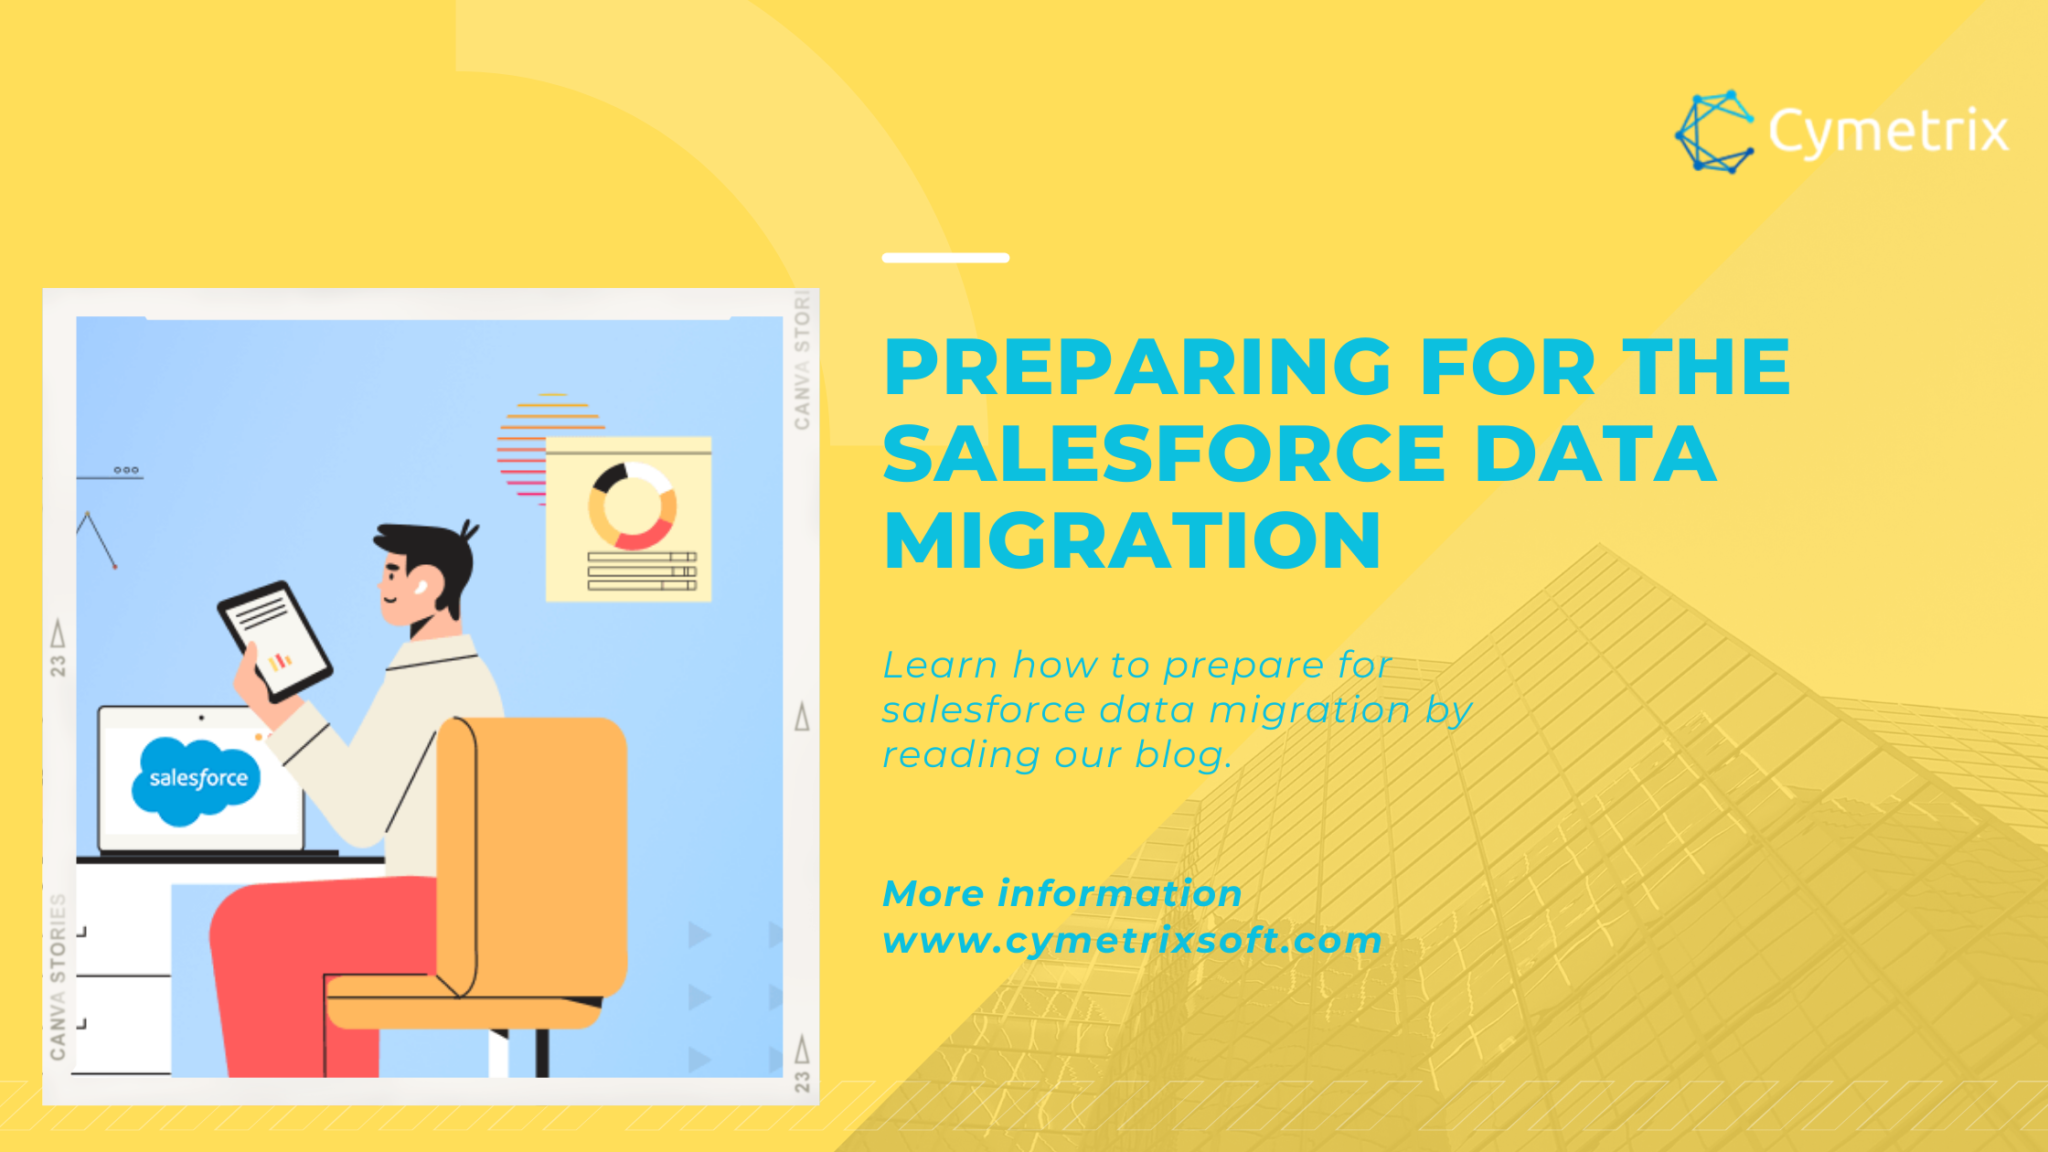 Cymetrix
PREPARING FOR THE
SALESFORCE DATA
MIGRATION
Learn how to prepare for
salesforce data migration by
reading our blog.
More information
www.cymetrixsoft.com
CANVA STORI
23
CANVA STORIES
23
salesforce